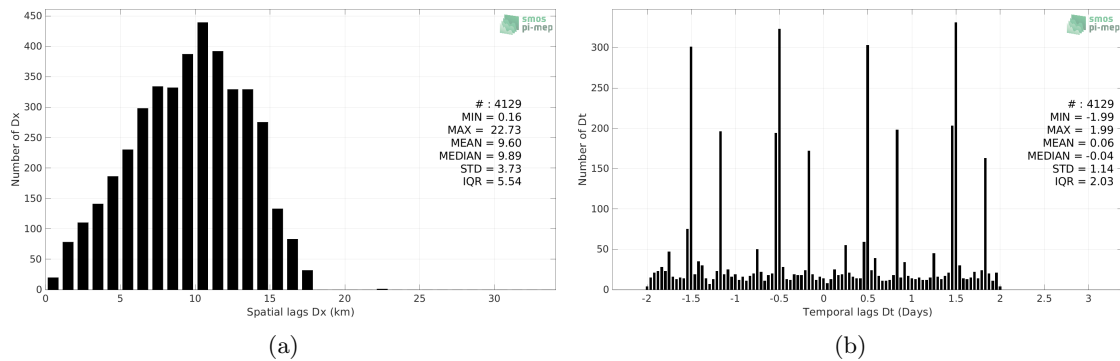 smos
pi-mep
450
400
350
300
250
200
150
100
50
0
Number of Dx
# : 4129
MIN = 0.16
MAX = 22.73
MEAN = 9.60
MEDIAN = 9.89
STD = 3.73
IQR = 5.54
0 5 10 15 20 25 30
Spatial lags Dx (km)
(a)
smos
pi-mep
300
250
200
150
100
50
0
Number of Dt
# : 4129
MIN = -1.99
MAX = 1.99
MEAN = 0.06
MEDIAN = -0.04
STD = 1.14
IQR = 2.03
-2 -1.5 -1 -0.5 0 0.5 1 1.5 2 2.5 3
Temporal lags Dt (Days)
(b)